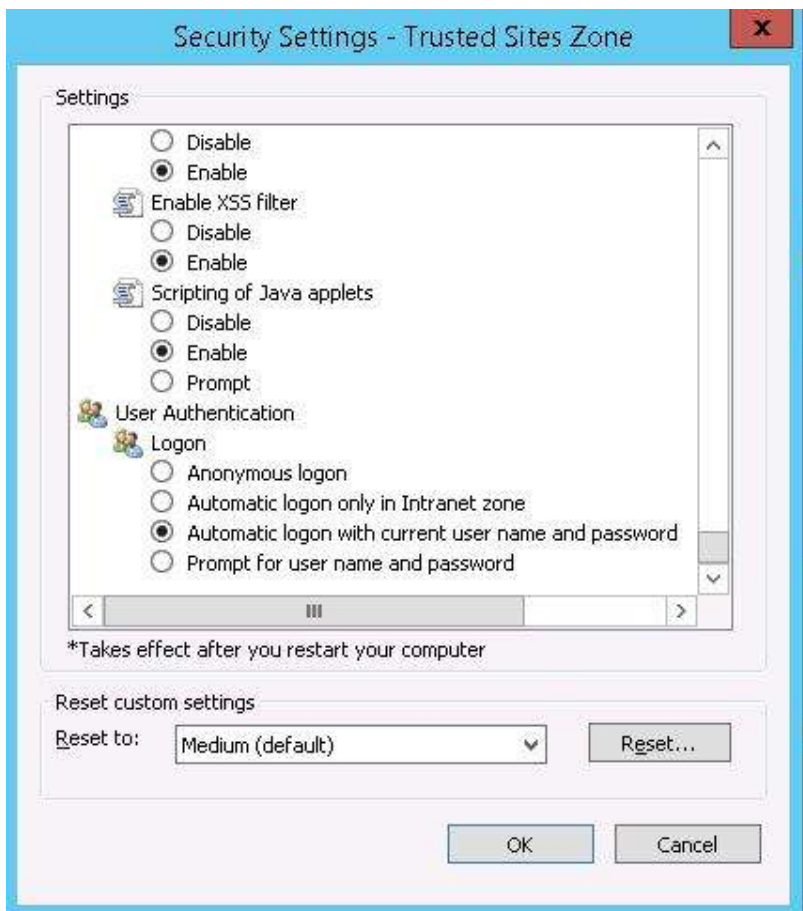 Security Settings - Trusted Sites Zone
x
Settings
Disable
Enable
Enable XSS filter
Disable
Enable
Scripting of Java applets
Disable
Enable
Prompt
User Authentication
Logon
Anonymous logon
Automatic logon only in Intranet zone
Automatic logon with current user name and password
Prompt for user name and password
*Takes effect after you restart your computer
Reset custom settings
Reset to: Medium (default) Reset...
OK Cancel